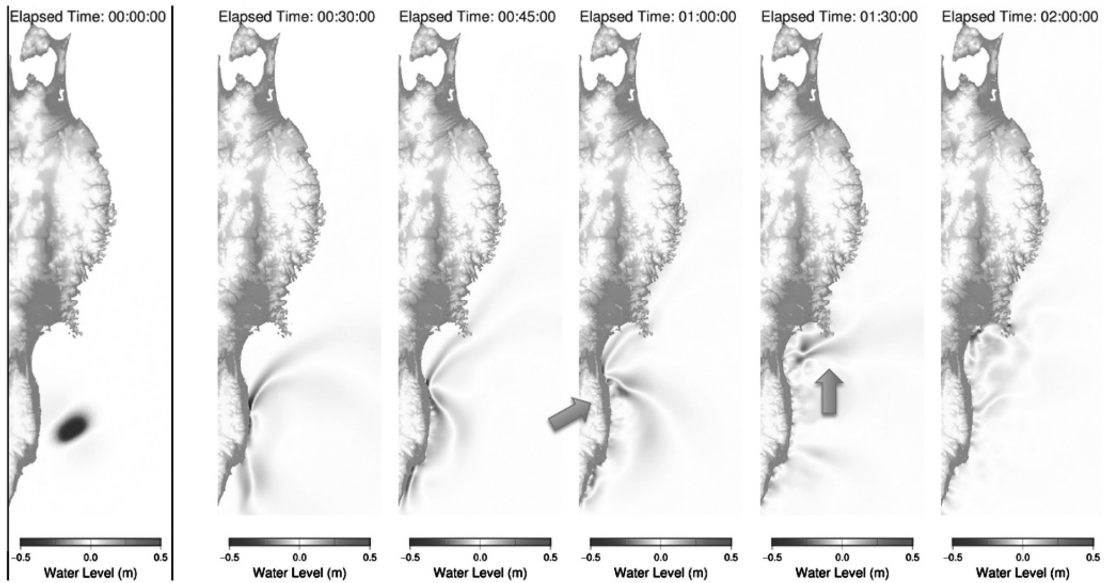 Elapsed Time: 00:00:00
Elapsed Time: 00:30:00
Elapsed Time: 00:45:00
Elapsed Time: 01:00:00
Elapsed Time: 01:30:00
Elapsed Time: 02:00:00
−0.5 0.0 0.5
Water Level (m)
−0.5 0.0 0.5
Water Level (m)
−0.5 0.0 0.5
Water Level (m)
−0.5 0.0 0.5
Water Level (m)
−0.5 0.0 0.5
Water Level (m)
−0.5 0.0 0.5
Water Level (m)